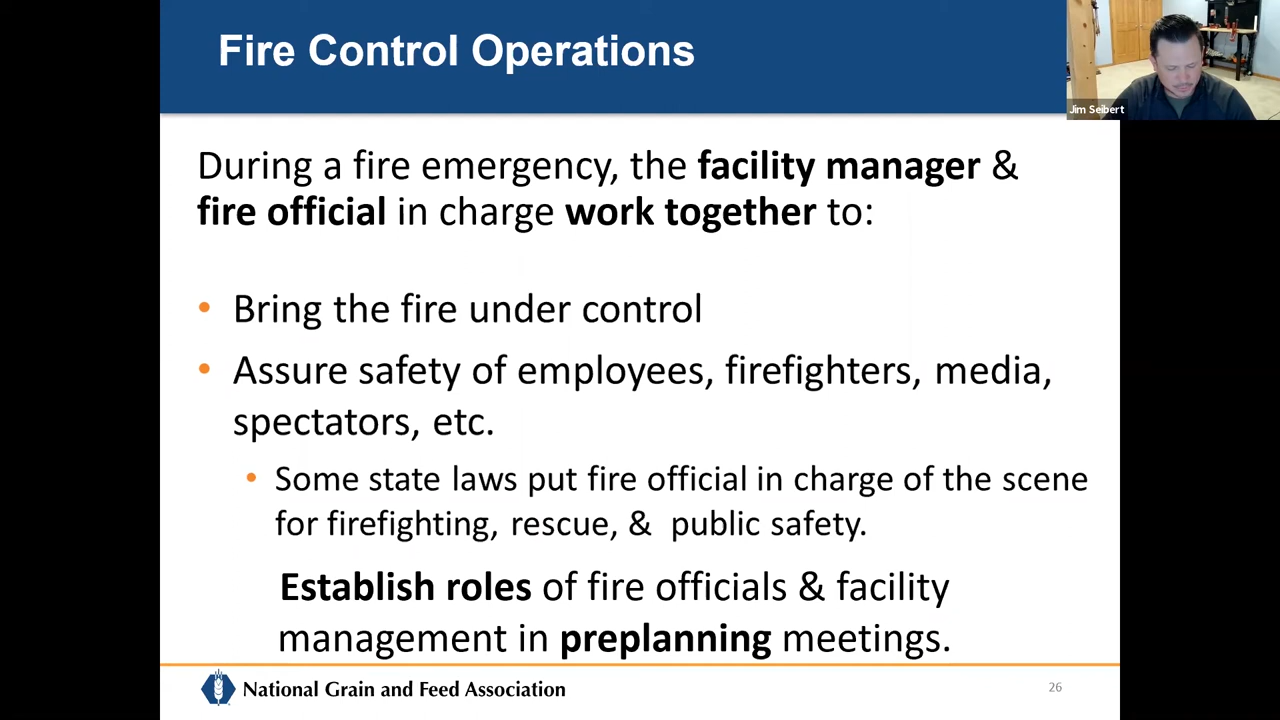 Fire Control Operations
Jim Seibert
During a fire emergency, the facility manager &
fire official in charge work together to:
• Bring the fire under control
• Assure safety of employees, firefighters, media,
spectators, etc.
• Some state laws put fire official in charge of the scene
for firefighting, rescue, & public safety.
Establish roles of fire officials & facility
management in preplanning meetings.
National Grain and Feed Association
26